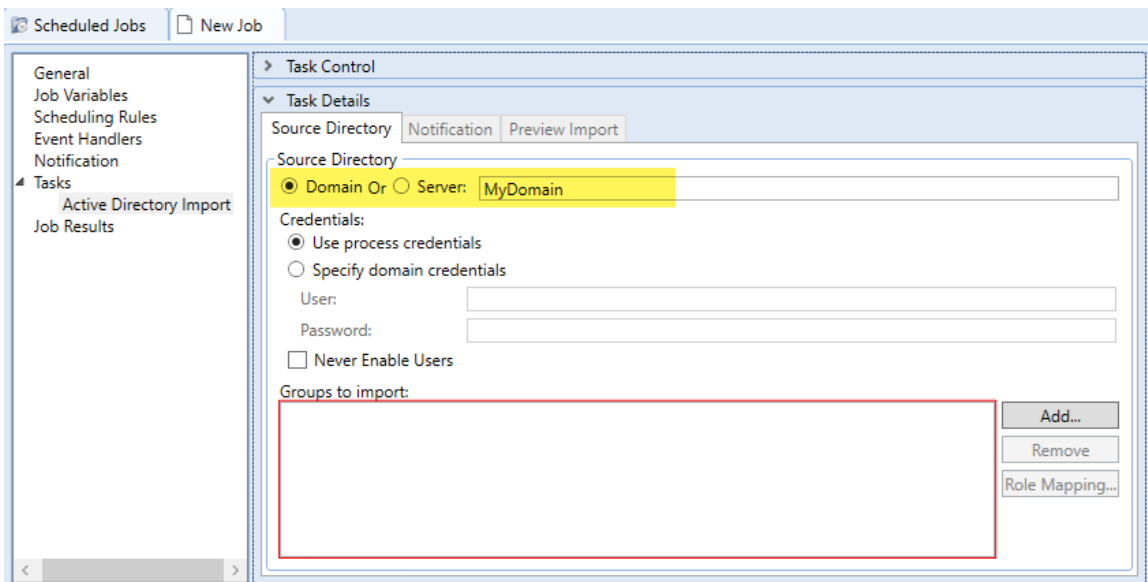 Scheduled Jobs
New Job
General
Job Variables
Scheduling Rules
Event Handlers
Notification
Tasks
Active Directory Import
Job Results
Task Control
Task Details
Source Directory Notification Preview Import
Source Directory
Domain Or Server: MyDomain
Credentials:
Use process credentials
Specify domain credentials
User:
Password:
Never Enable Users
Groups to import:
Add...
Remove
Role Mapping...